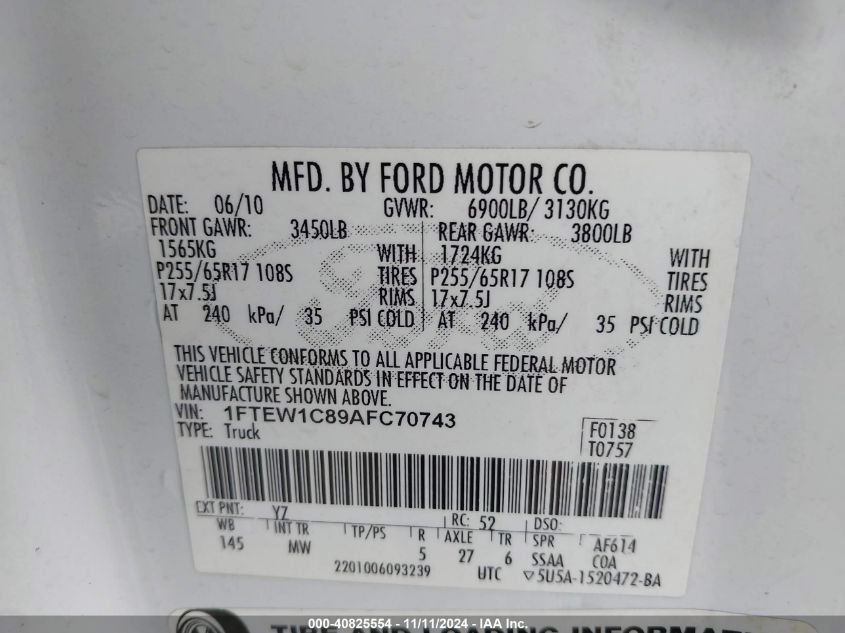 MFD. BY FORD MOTOR CO.
DATE: 06/10 GVWR: 6900LB/ 3130KG
FRONT GAWR: 3450LB REAR GAWR: 3800LB
1565KG WITH 1724KG WITH
P255/65R17 108S TIRES P255/65R17 108S TIRES
17x7.5J RIMS 17x7.5J RIMS
AT 240 kPa/ 35 PSI COLD AT 240 kPa/ 35 PSI COLD
THIS VEHICLE CONFORMS TO ALL APPLICABLE FEDERAL MOTOR
VEHICLE SAFETY STANDARDS IN EFFECT ON THE DATE OF
MANUFACTURE SHOWN ABOVE.
VIN: 1FTEW1C89AFC70743
TYPE: Truck
F0138
T0757
EXT PNT: YZ RC: 52 DSO:
WB INT TR TP/PS R AXLE TR SPR AF614
145 MW 5 27 6 SSAA COA
2201006093239 UTC ▽5U5A-1520472-BA
TIRE AND LOADING INFORMATION
000-40825554 - 11/11/2024 - IAA Inc.